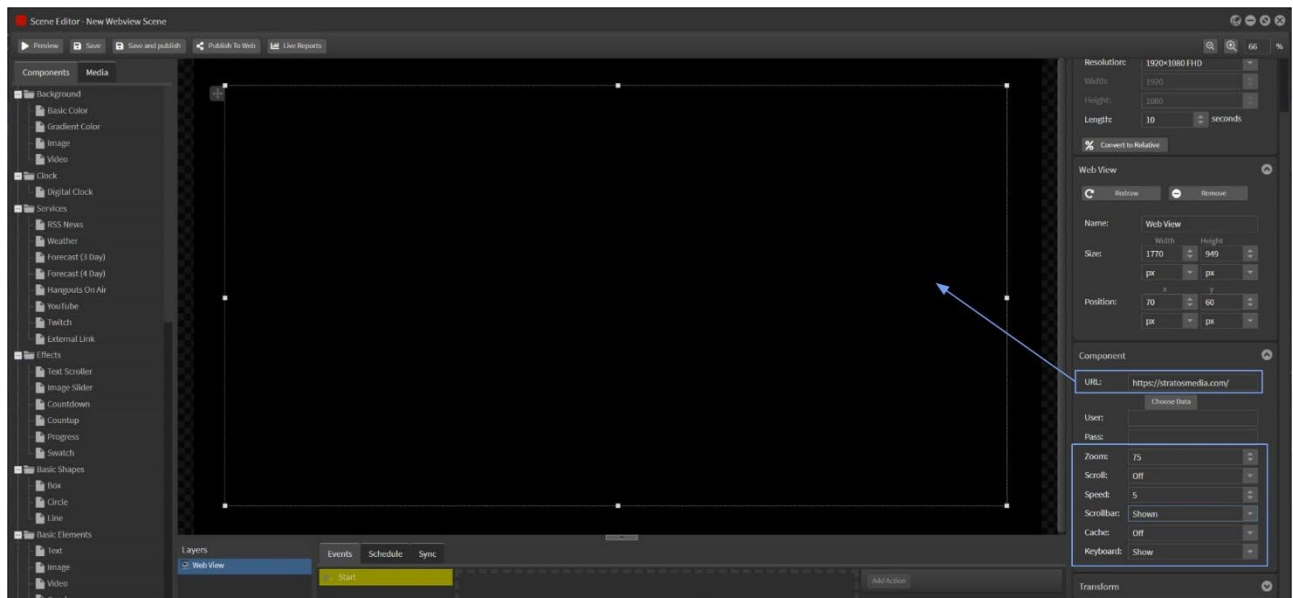 Scene Editor - New Webview Scene
Preview Save Save and publish Publish To Web Live Reports
66 %
Components Media
Background
Basic Color
Gradient Color
Image
Video
Clock
Digital Clock
Services
RSS News
Weather
Forecast (3 Day)
Forecast (4 Day)
Hangouts On Air
YouTube
Twitch
External Link
Effects
Text Scroller
Image Slider
Countdown
Countup
Progress
Swatch
Basic Shapes
Box
Circle
Line
Basic Elements
Text
Image
Video
Layers
Web View
Events Schedule Sync
Start
Add Action
Resolution: 1920×1080 FHD
Width: 1920
Height: 1080
Length: 10 seconds
Convert to Relative
Web View
Redraw Remove
Name: Web View
Width Height
Size: 1770 949
px px
x y
Position: 70 60
px px
Component
URL: https://stratosmedia.com/
Choose Data
User:
Pass:
Zoom: 75
Scroll: Off
Speed: 5
Scrollbar: Shown
Cache: Off
Keyboard: Show
Transform